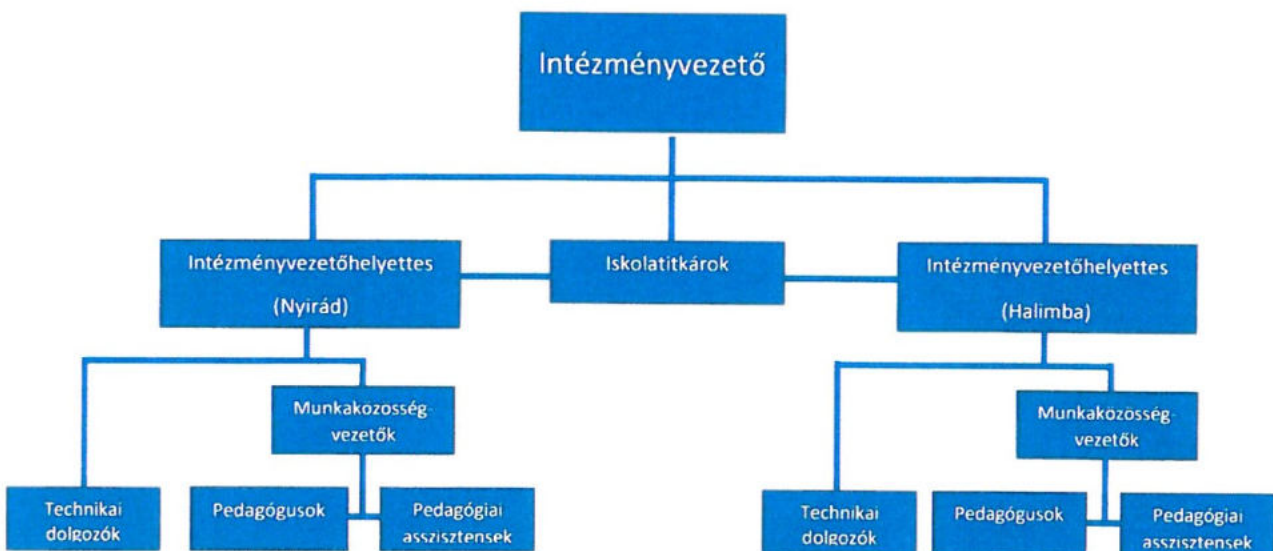 Intézményvezető
Intézményvezetőhelyettes
(Nyirád)
Iskolatitkárok
Intézményvezetőhelyettes
(Halimba)
Munkaközösség-
vezetők
Munkaközösség-
vezetők
Technikai
dolgozók
Pedagógusok
Pedagógiai
asszisztensek
Technikai
dolgozók
Pedagógusok
Pedagógiai
asszisztensek